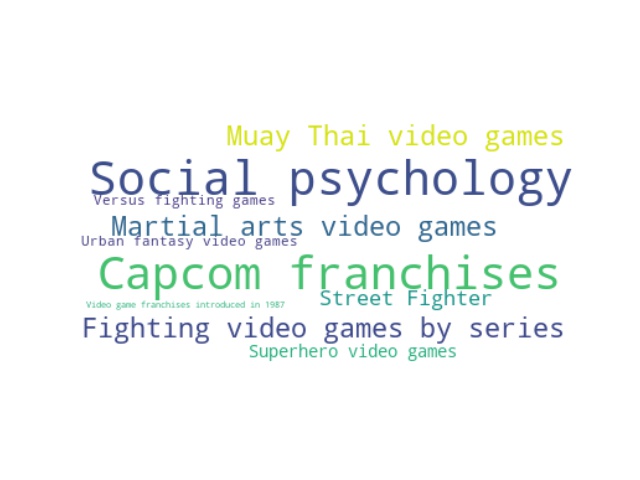 Muay Thai video games
Social psychology
Versus fighting games
Martial arts video games
Urban fantasy video games
Capcom franchises
Street Fighter
Video game franchises introduced in 1987
Fighting video games by series
Superhero video games